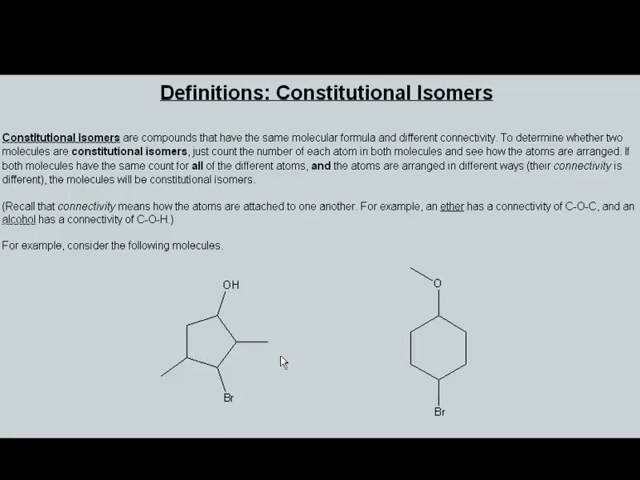 Definitions: Constitutional Isomers
Constitutional Isomers are compounds that have the same molecular formula and different connectivity. To determine whether two
molecules are constitutional isomers, just count the number of each atom in both molecules and see how the atoms are arranged. If
both molecules have the same count for all of the different atoms, and the atoms are arranged in different ways (their connectivity is
different), the molecules will be constitutional isomers.
(Recall that connectivity means how the atoms are attached to one another. For example, an ether has a connectivity of C-O-C, and an
alcohol has a connectivity of C-O-H.)
For example, consider the following molecules.
OH
Br
O
Br